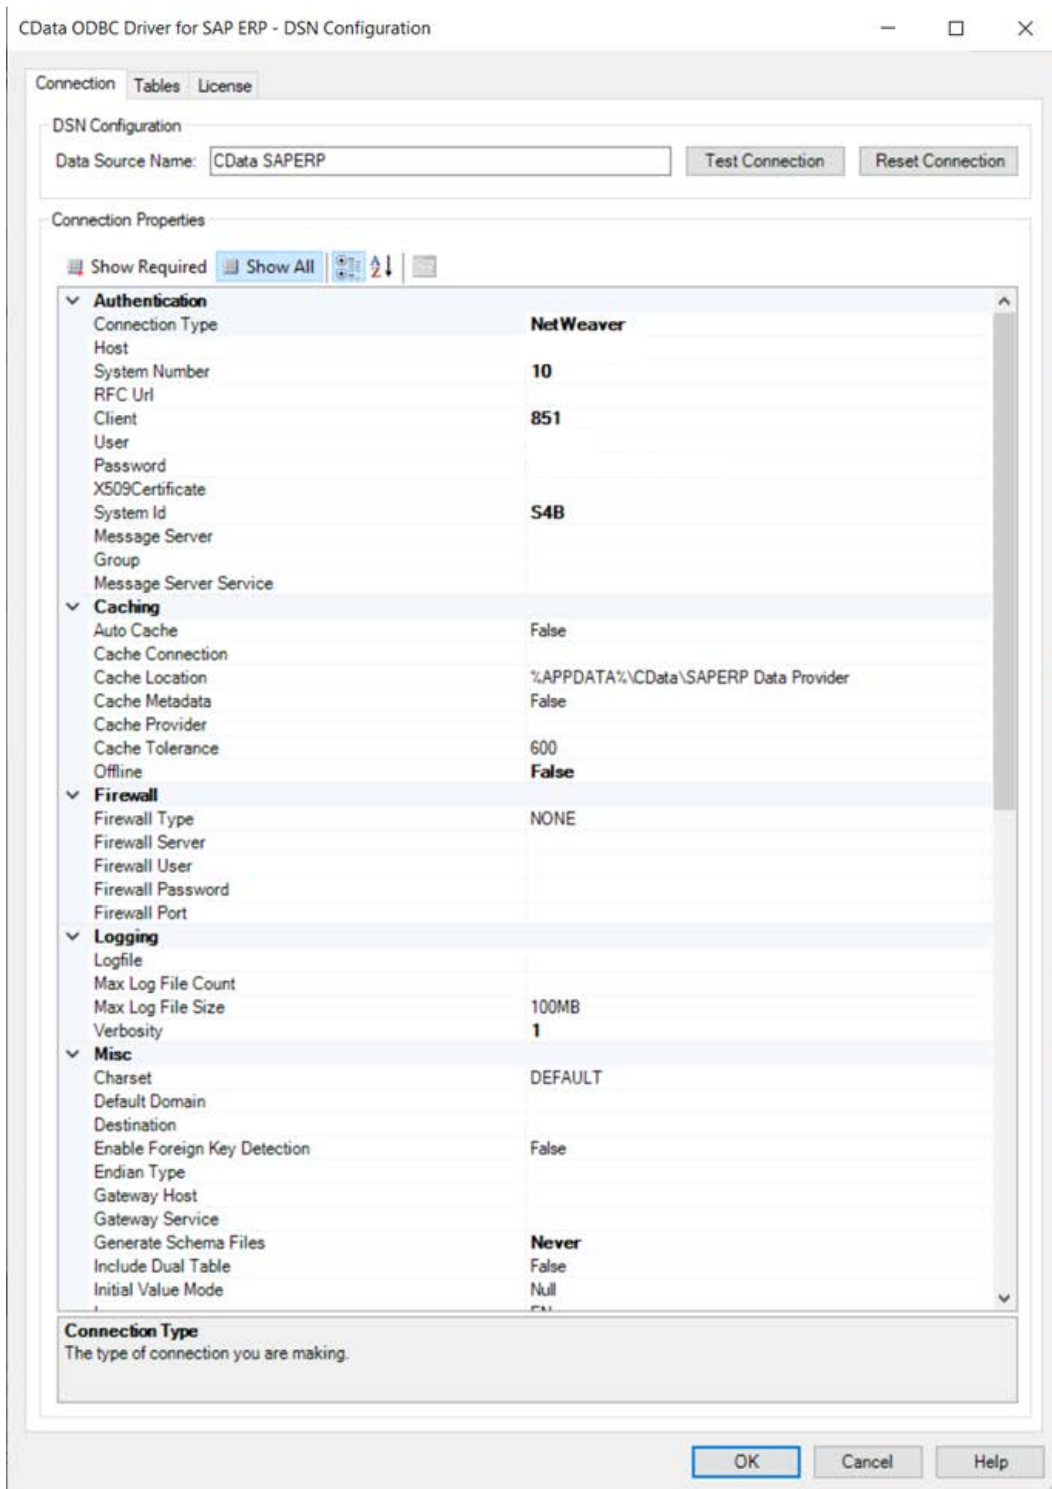 CData ODBC Driver for SAP ERP - DSN Configuration
Connection Tables License
DSN Configuration
Data Source Name: CData SAPERP Test Connection Reset Connection
Connection Properties
Show Required Show All
Authentication
Connection Type NetWeaver
Host
System Number 10
RFC Url
Client 851
User
Password
X509Certificate
System Id S4B
Message Server
Group
Message Server Service
Caching
Auto Cache False
Cache Connection
Cache Location %APPDATA%\CData\SAPERP Data Provider
Cache Metadata False
Cache Provider
Cache Tolerance 600
Offline False
Firewall
Firewall Type NONE
Firewall Server
Firewall User
Firewall Password
Firewall Port
Logging
Logfile
Max Log File Count
Max Log File Size 100MB
Verbosity 1
Misc
Charset DEFAULT
Default Domain
Destination
Enable Foreign Key Detection False
Endian Type
Gateway Host
Gateway Service
Generate Schema Files Never
Include Dual Table False
Initial Value Mode Null
Connection Type
The type of connection you are making.
OK Cancel Help